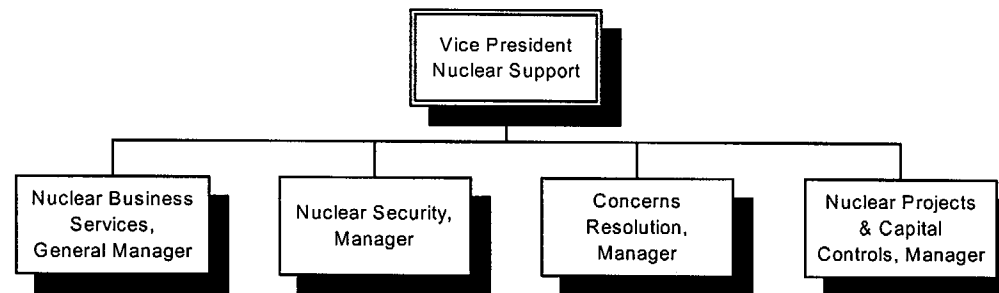 Vice President
Nuclear Support
Nuclear Business
Services,
General Manager
Nuclear Security,
Manager
Concerns
Resolution,
Manager
Nuclear Projects
& Capital
Controls, Manager